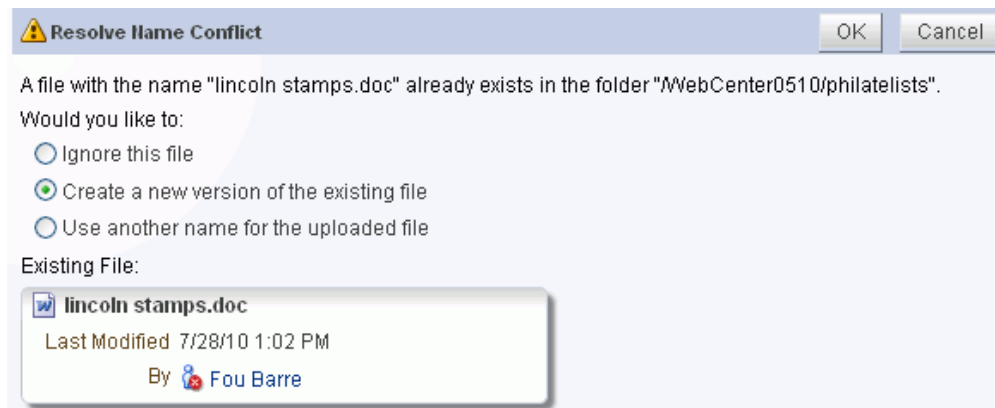 Resolve Name Conflict OK Cancel
A file with the name "lincoln stamps.doc" already exists in the folder "/WebCenter0510/philatelists".
Would you like to:
Ignore this file
Create a new version of the existing file
Use another name for the uploaded file
Existing File:
lincoln stamps.doc
Last Modified 7/28/10 1:02 PM
By Fou Barre